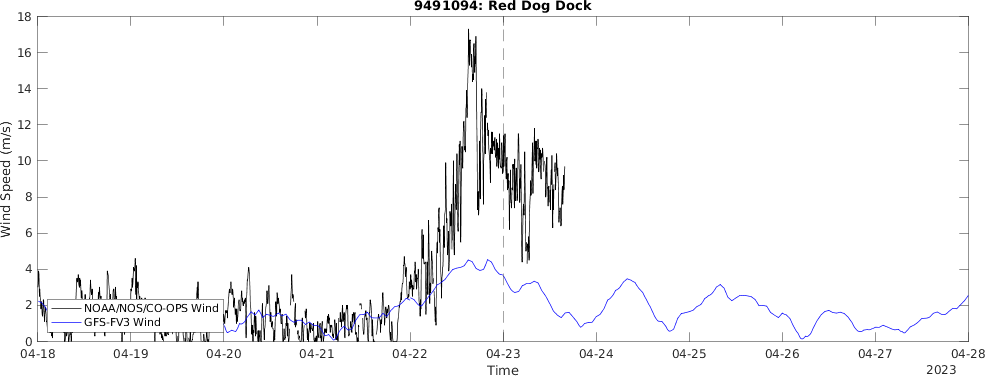 9491094: Red Dog Dock
18
16
14
12
10
8
6
4
2
0
Wind Speed (m/s)
NOAA/NOS/CO-OPS Wind
GFS-FV3 Wind
04-18 04-19 04-20 04-21 04-22 04-23 04-24 04-25 04-26 04-27 04-28
Time
2023